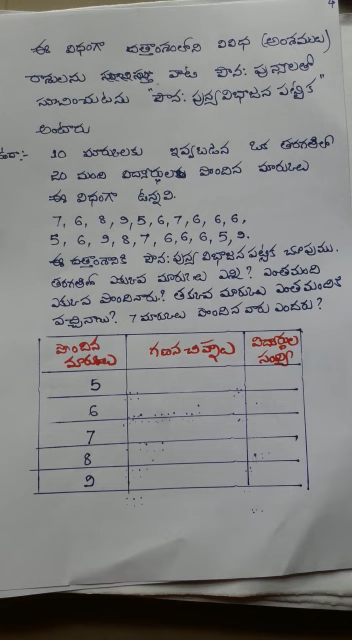 4
ఈ విధంగా దత్తాంశంలోని వివిధ (అంశముల)
రాశులను సూచిస్తూ వాటి పౌన: పున్యాలతో
సూచించుటను "పౌన: పున్య విభాజన పట్టిక"
అంటారు
ఉదా:- 10 మార్కులకు ఇవ్వబడిన ఒక తరగతిలో
20 మంది విద్యార్థులకు పొందిన మార్కులు
ఈ విధంగా ఉన్నవి.
7, 6, 8, 9, 5, 6, 7, 6, 6, 6,
5, 6, 9, 8, 7, 6, 6, 6, 5, 9.
ఈ దత్తాంశానికి పౌన: పున్య విభాజన పట్టిక చూపుము.
తరగతిలో ఎక్కువ మార్కులు ఎన్ని? ఎంతమంది
ఎక్కువ పొందినారు? తక్కువ మార్కులు ఎంతమందికి
వచ్చినాయి? 7 మార్కులు పొందిన వారు ఎందరు?
పొందిన మార్కులు గణన చిహ్నాలు విద్యార్థుల సంఖ్య
5
6
7
8
9